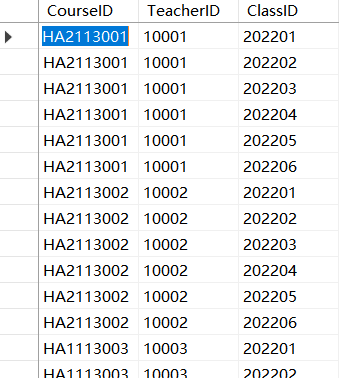 CourseID TeacherID ClassID
HA2113001 10001 202201
HA2113001 10001 202202
HA2113001 10001 202203
HA2113001 10001 202204
HA2113001 10001 202205
HA2113001 10001 202206
HA2113002 10002 202201
HA2113002 10002 202202
HA2113002 10002 202203
HA2113002 10002 202204
HA2113002 10002 202205
HA2113002 10002 202206
HA1113003 10003 202201
HA1113003 10003 202202